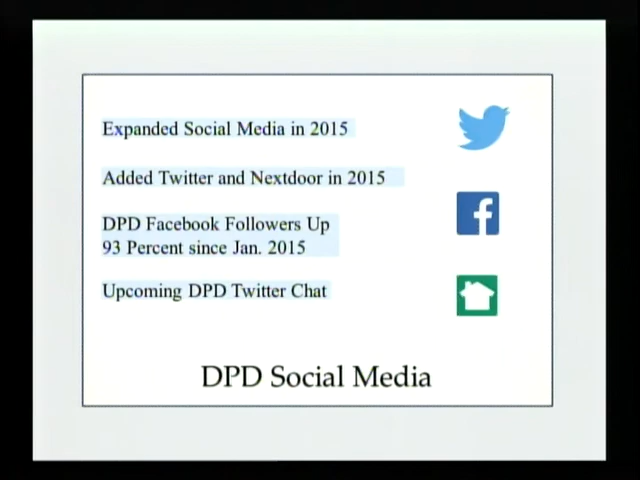 Expanded Social Media in 2015
Added Twitter and Nextdoor in 2015
DPD Facebook Followers Up
93 Percent since Jan. 2015
Upcoming DPD Twitter Chat
DPD Social Media